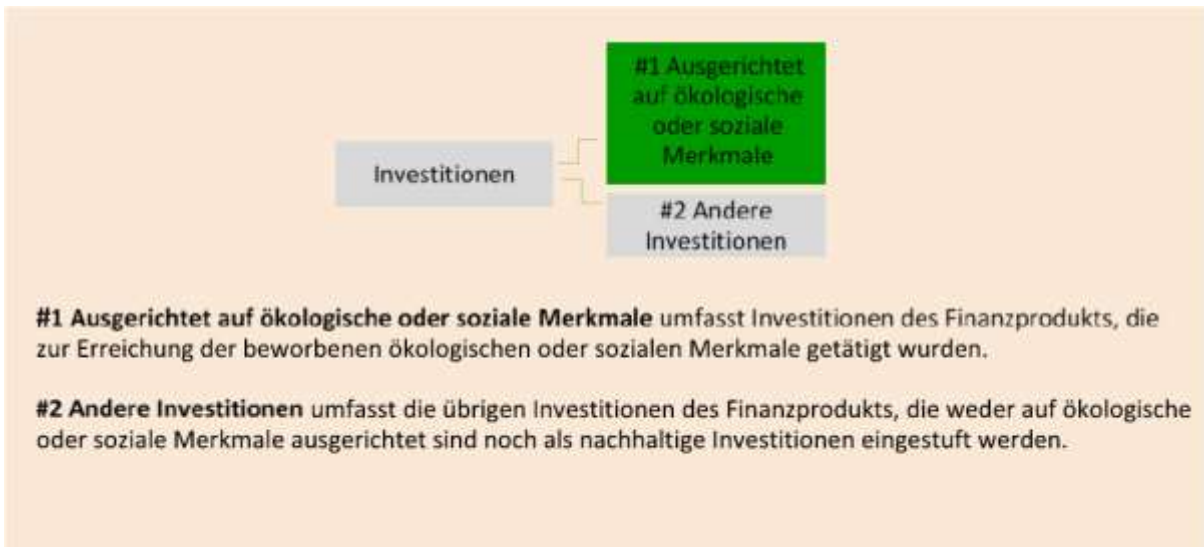 #1 Ausgerichtet
auf ökologische
oder soziale
Merkmale
Investitionen
#2 Andere
Investitionen
#1 Ausgerichtet auf ökologische oder soziale Merkmale umfasst Investitionen des Finanzprodukts, die
zur Erreichung der beworbenen ökologischen oder sozialen Merkmale getätigt wurden.
#2 Andere Investitionen umfasst die übrigen Investitionen des Finanzprodukts, die weder auf ökologische
oder soziale Merkmale ausgerichtet sind noch als nachhaltige Investitionen eingestuft werden.